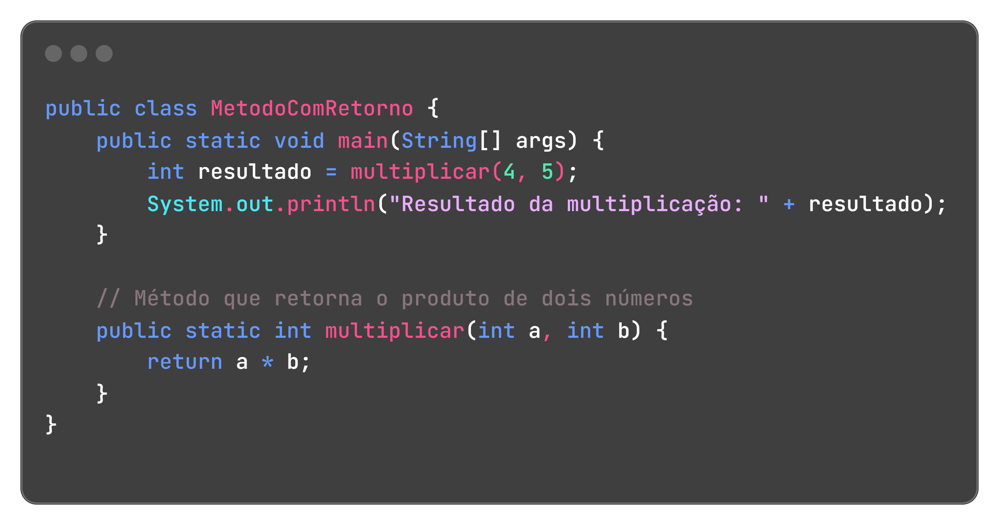 public class MetodoComRetorno {
    public static void main(String[] args) {
        int resultado = multiplicar(4, 5);
        System.out.println("Resultado da multiplicação: " + resultado);
    }

    // Método que retorna o produto de dois números
    public static int multiplicar(int a, int b) {
        return a * b;
    }
}